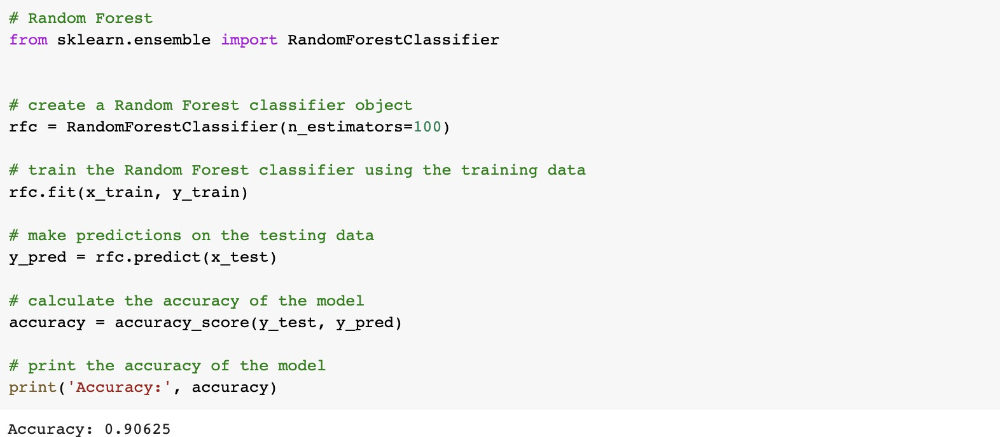 # Random Forest
from sklearn.ensemble import RandomForestClassifier
# create a Random Forest classifier object
rfc = RandomForestClassifier(n_estimators=100)
# train the Random Forest classifier using the training data
rfc.fit(x_train, y_train)
# make predictions on the testing data
y_pred = rfc.predict(x_test)
# calculate the accuracy of the model
accuracy = accuracy_score(y_test, y_pred)
# print the accuracy of the model
print('Accuracy:', accuracy)
Accuracy: 0.90625